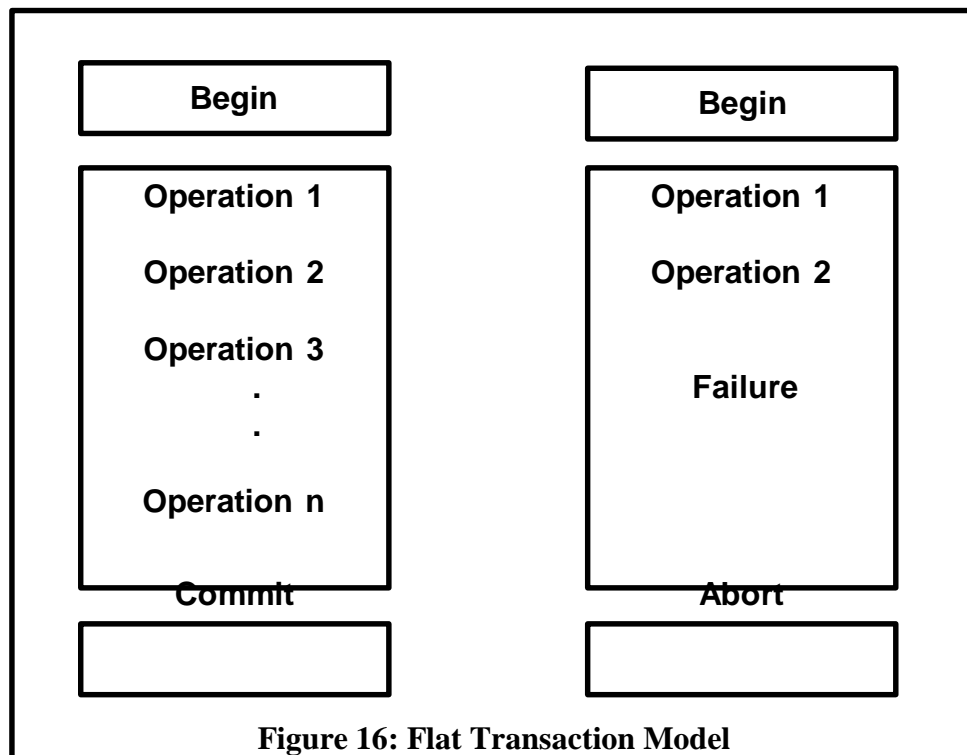 Begin
Operation 1
Operation 2
Operation 3
.
.
Operation n
Commit
Begin
Operation 1
Operation 2
Failure
Abort
Figure 16: Flat Transaction Model